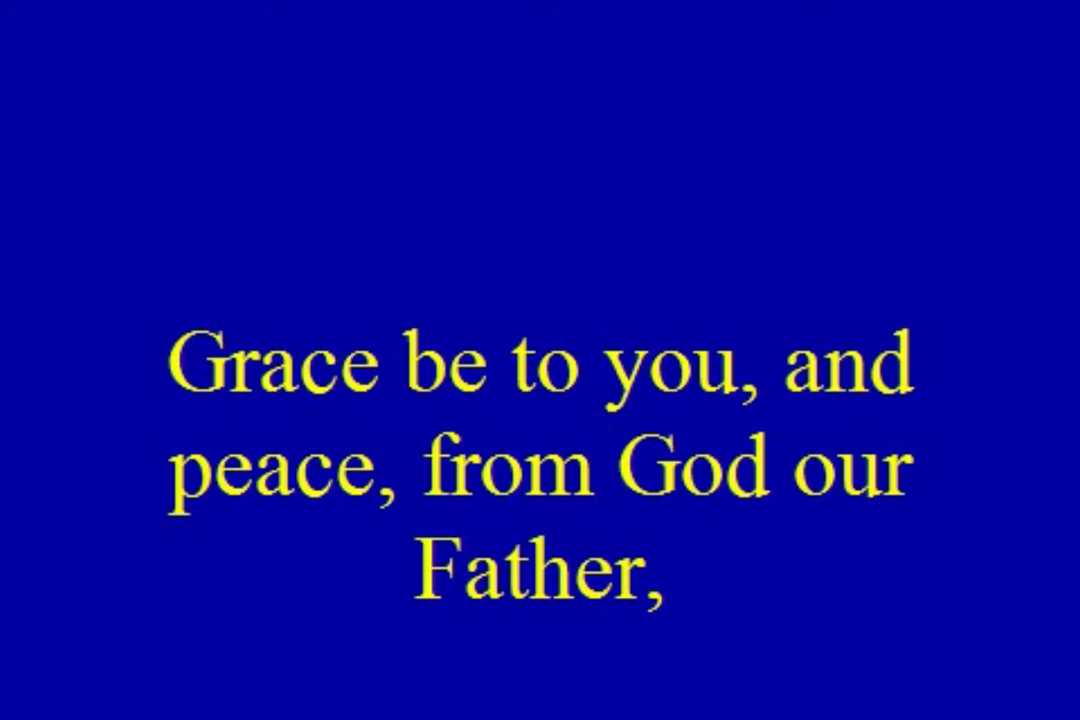 Grace be to you, and
peace, from God our
Father,